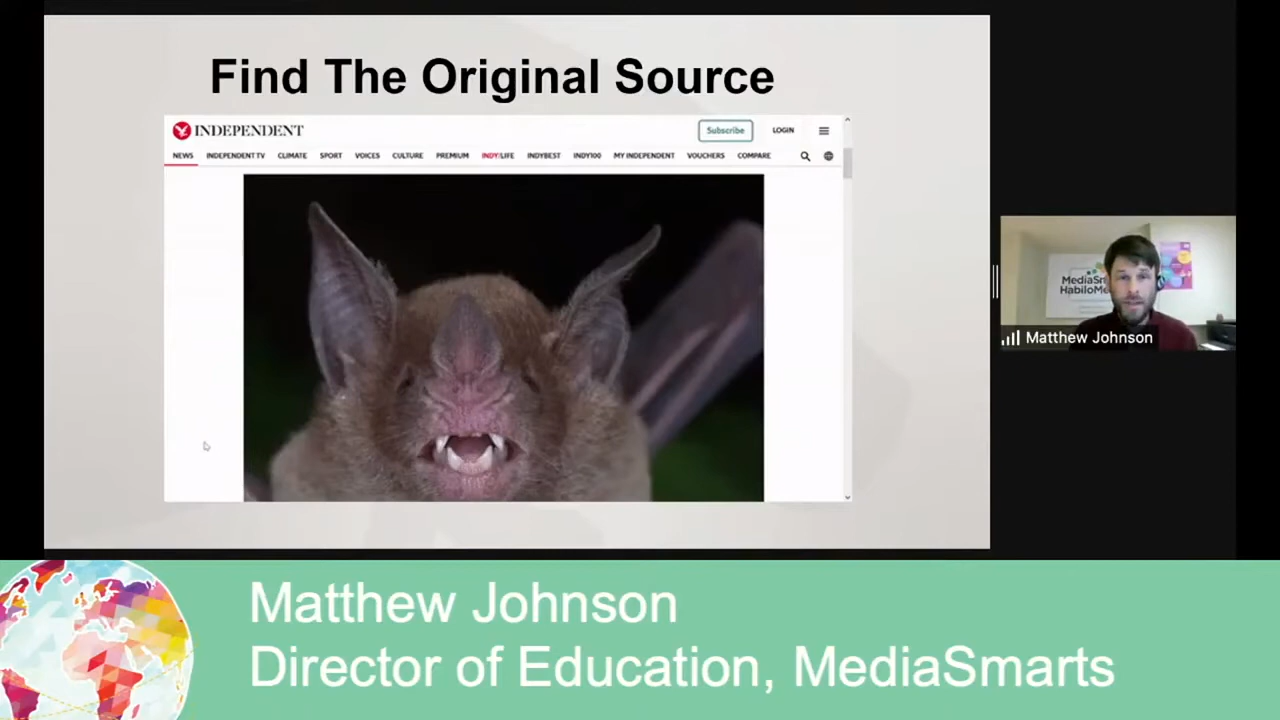 Find The Original Source
INDEPENDENT
Subscribe
LOGIN
NEWS INDEPENDENT TV CLIMATE SPORT VOICES CULTURE PREMIUM INDY/LIFE INDYBEST INDY100 MY INDEPENDENT VOUCHERS COMPARE
Matthew Johnson
Matthew Johnson
Director of Education, MediaSmarts